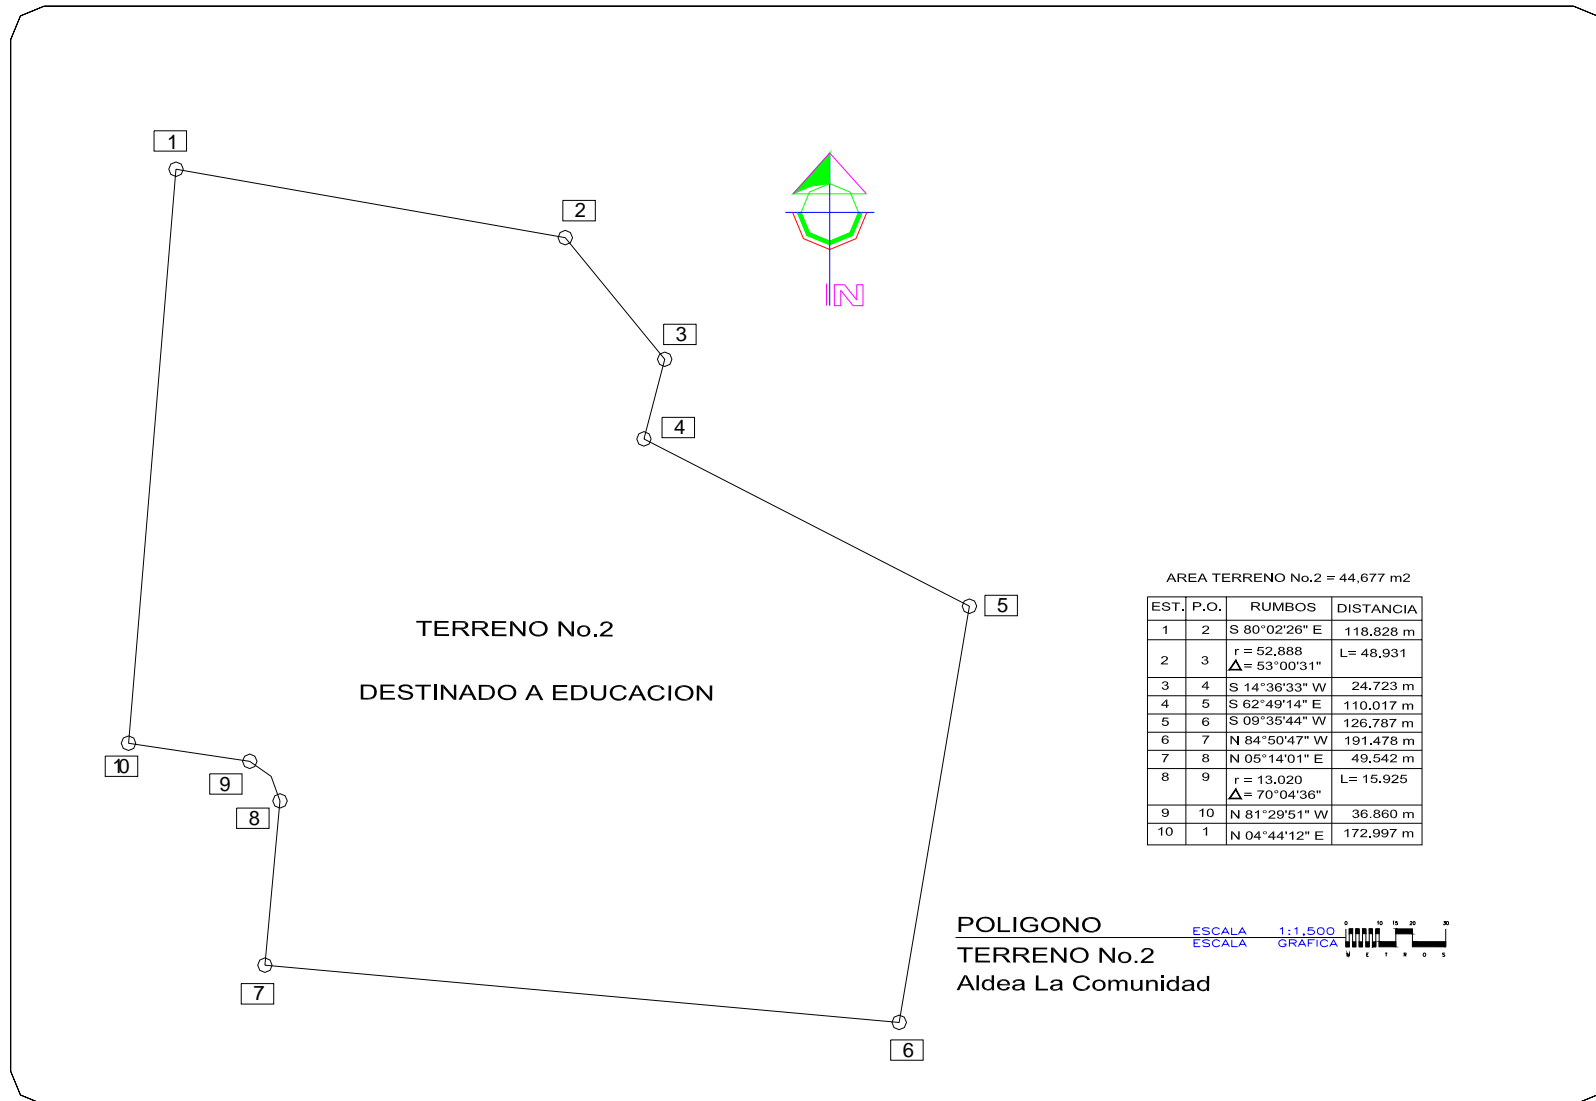 1
2
3
4
5
6
7
8
9
10
N
TERRENO No.2
DESTINADO A EDUCACION
AREA TERRENO No.2 = 44,677 m2
EST. P.O. RUMBOS DISTANCIA
1 2 S 80°02'26" E 118.828 m
2 3 r = 52.888 L= 48.931
Δ= 53°00'31"
3 4 S 14°36'33" W 24.723 m
4 5 S 62°49'14" E 110.017 m
5 6 S 09°35'44" W 126.787 m
6 7 N 84°50'47" W 191.478 m
7 8 N 05°14'01" E 49.542 m
8 9 r = 13.020 L= 15.925
Δ= 70°04'36"
9 10 N 81°29'51" W 36.860 m
10 1 N 04°44'12" E 172.997 m
POLIGONO
TERRENO No.2
Aldea La Comunidad
ESCALA 1:1,500
ESCALA GRAFICA
0 10 15 20 30
M E T R O S